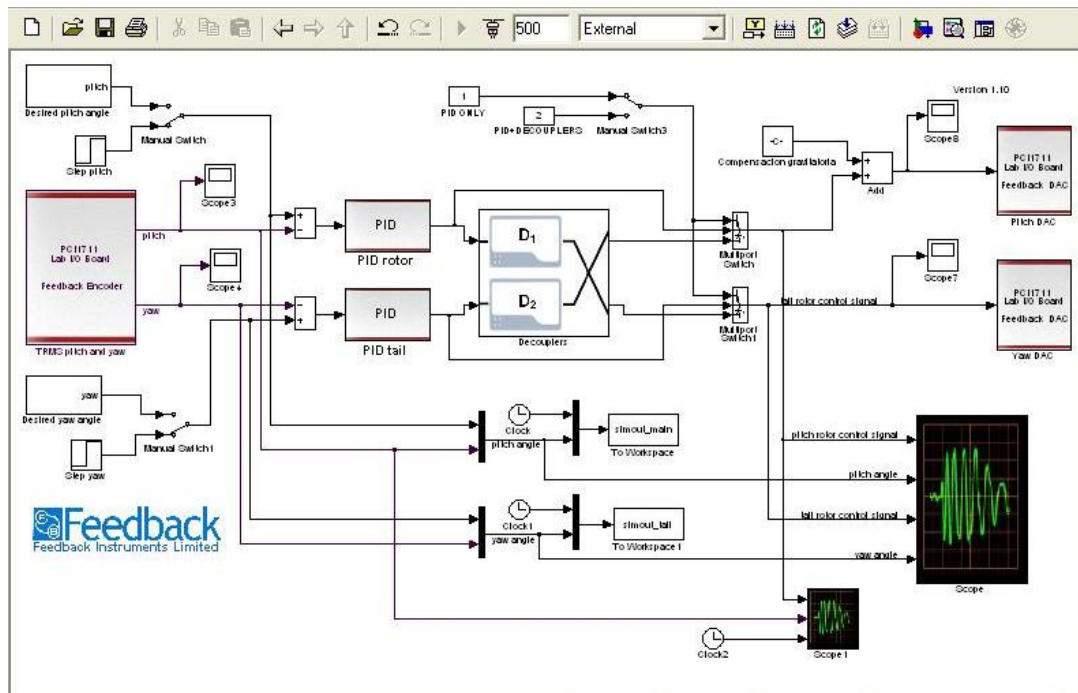 500
External
pitch
Desired pitch angle
Manual Switch
Step pitch
1
PID ONLY
2
PID+DECOUPLERS
Manual Switch3
Version 1.10
Scope8
-C-
Compensacion gravitatoria
Add
PCI1711
Lab I/O Board
Feedback DAC
Pitch DAC
Scope3
PCI1711
Lab I/O Board
Feedback Encoder
pitch
yaw
TRMS pitch and yaw
Scope4
PID
PID rotor
PID
PID tail
D1
D2
Decouplers
Multiport
Switch
Multiport
Switch1
tail rotor control signal
Scope7
PCI1711
Lab I/O Board
Feedback DAC
Yaw DAC
yaw
Desired yaw angle
Manual Switch1
Step yaw
Clock
pitch angle
simout_main
To Workspace
Clock1
yaw angle
simout_tail
To Workspace1
pitch rotor control signal
pitch angle
tail rotor control signal
yaw angle
Scope
Feedback
Feedback Instruments Limited
Clock2
Scope1